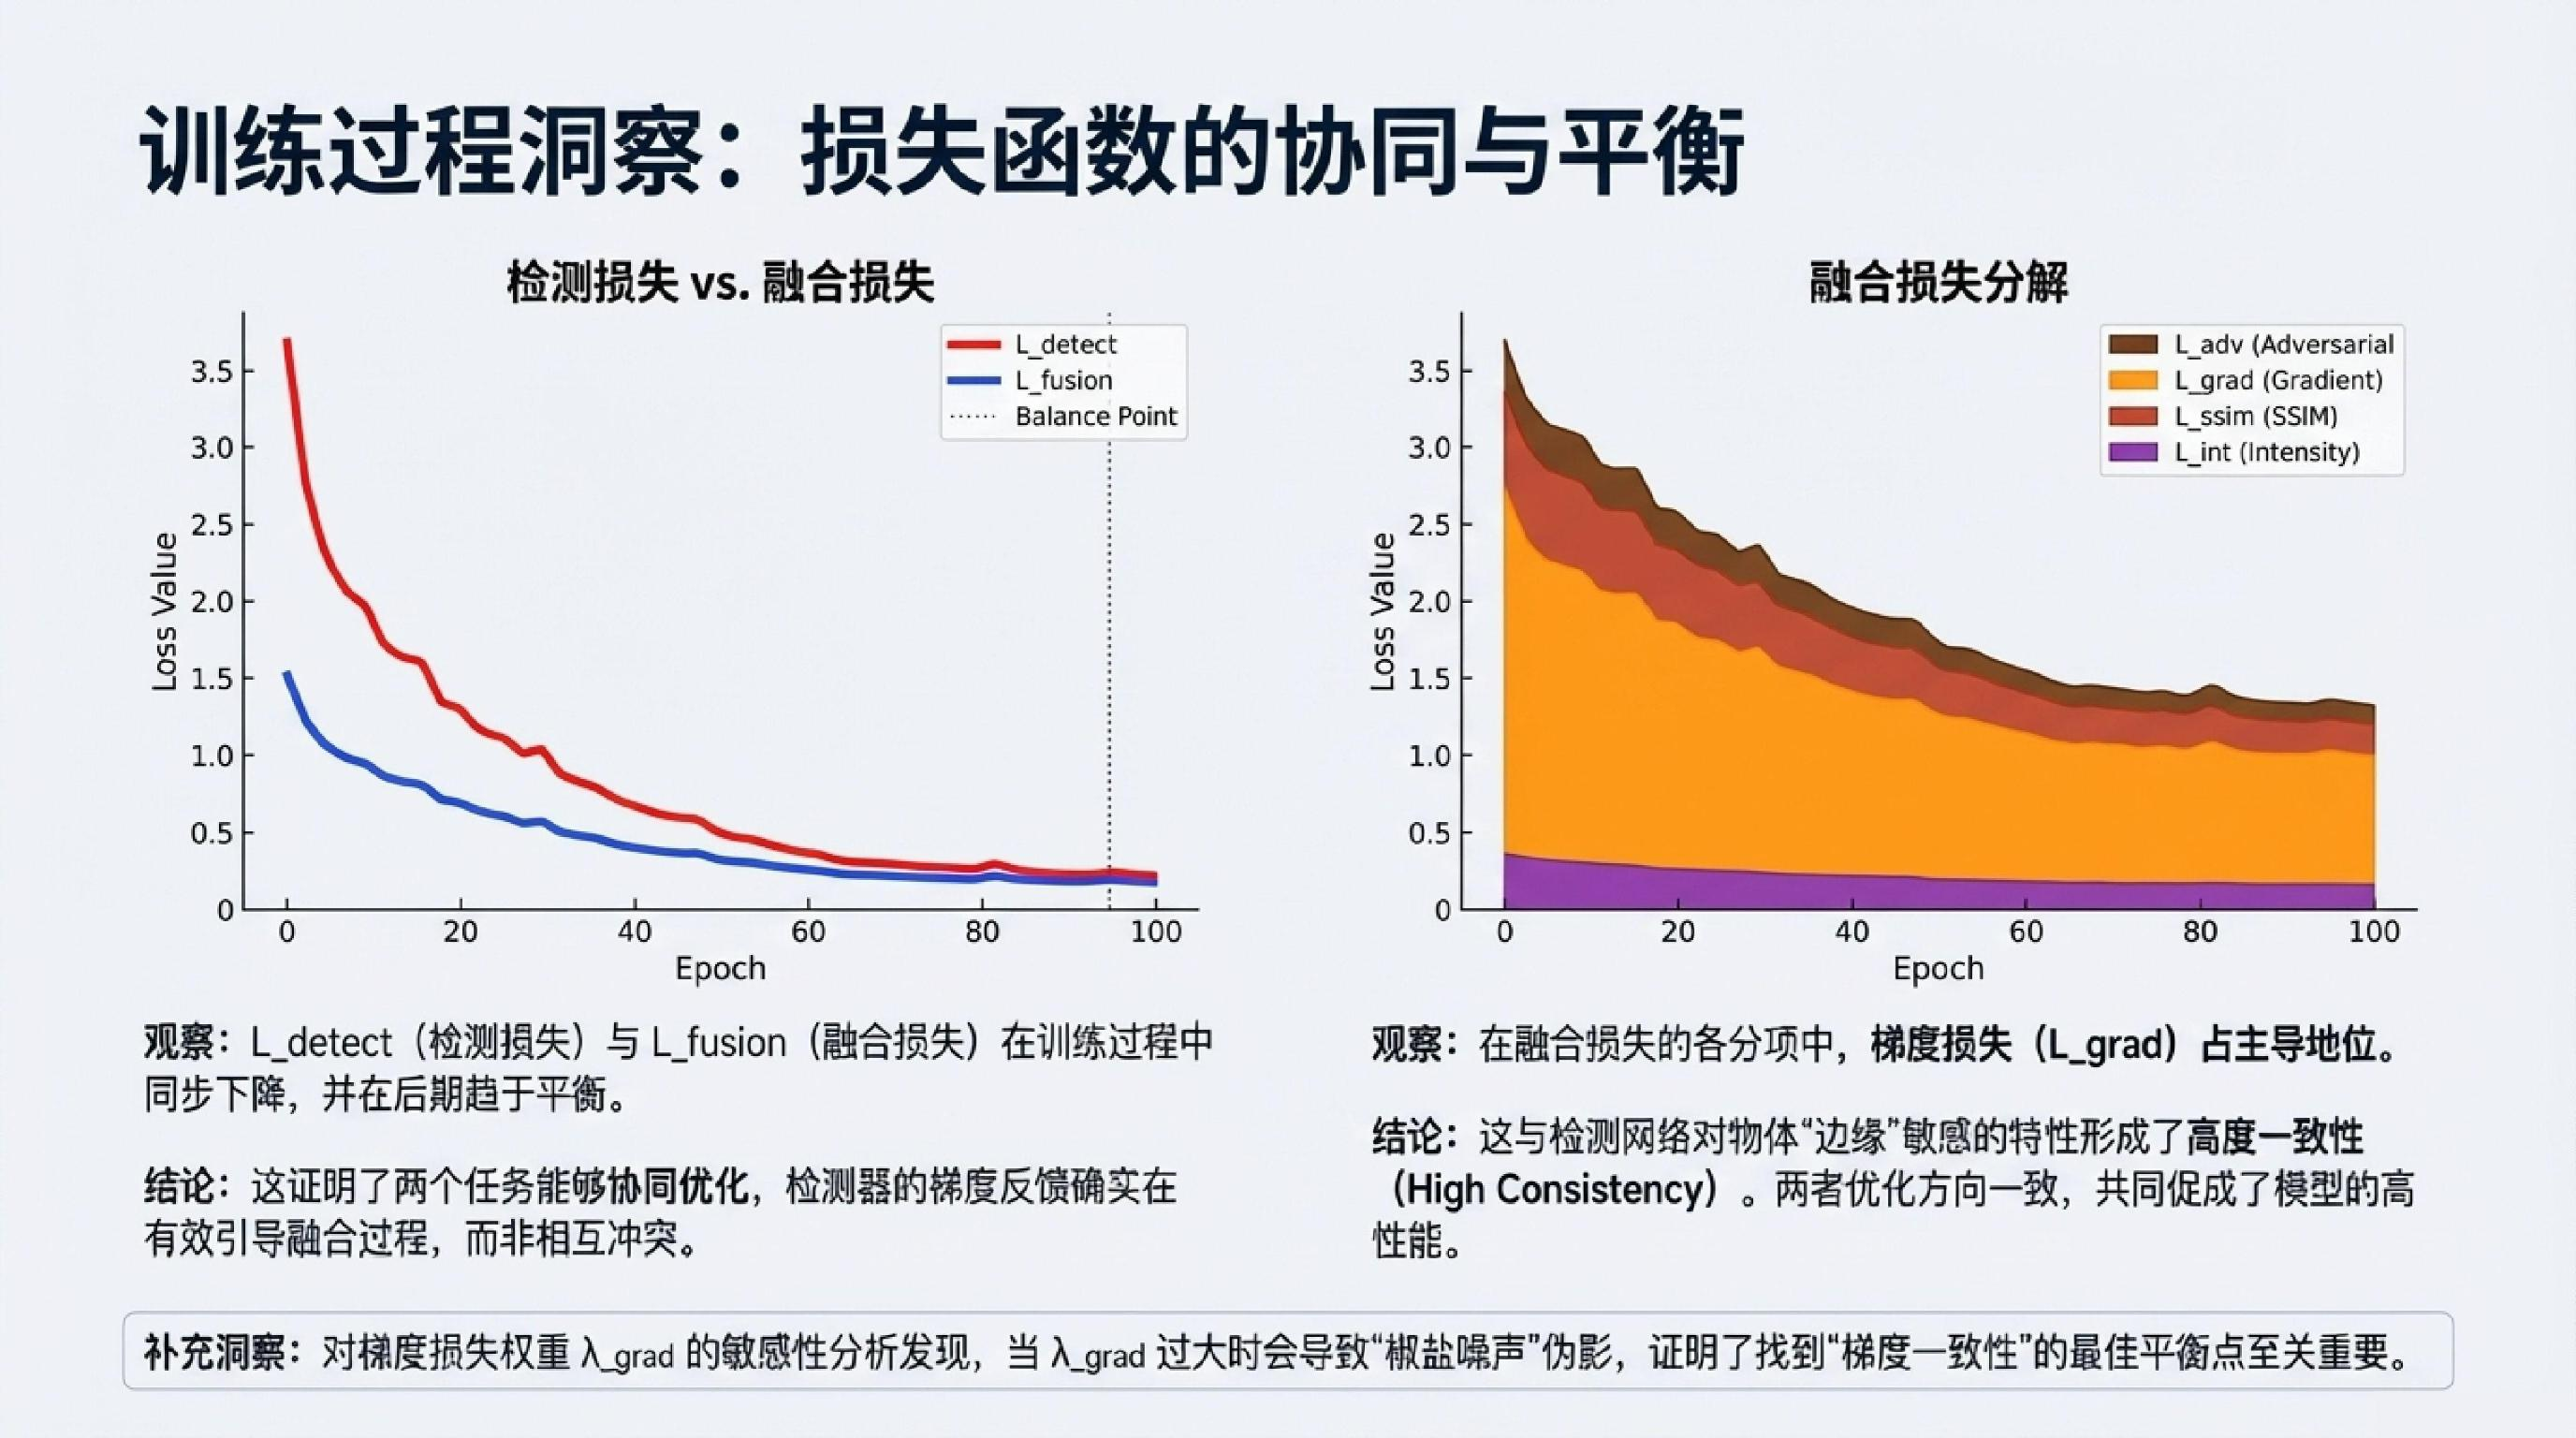 训练过程洞察：损失函数的协同与平衡
检测损失 vs. 融合损失
L_detect
L_fusion
Balance Point
Loss Value
3.5
3.0
2.5
2.0
1.5
1.0
0.5
0
0 20 40 60 80 100
Epoch
观察：L_detect（检测损失）与 L_fusion（融合损失）在训练过程中
同步下降，并在后期趋于平衡。
结论：这证明了两个任务能够协同优化，检测器的梯度反馈确实在
有效引导融合过程，而非相互冲突。
融合损失分解
L_adv (Adversarial
L_grad (Gradient)
L_ssim (SSIM)
L_int (Intensity)
Loss Value
3.5
3.0
2.5
2.0
1.5
1.0
0.5
0
0 20 40 60 80 100
Epoch
观察：在融合损失的各分项中，梯度损失（L_grad）占主导地位。
结论：这与检测网络对物体“边缘”敏感的特性形成了高度一致性
（High Consistency）。两者优化方向一致，共同促成了模型的高
性能。
补充洞察：对梯度损失权重 λ_grad 的敏感性分析发现，当 λ_grad 过大时会导致“椒盐噪声”伪影，证明了找到“梯度一致性”的最佳平衡点至关重要。